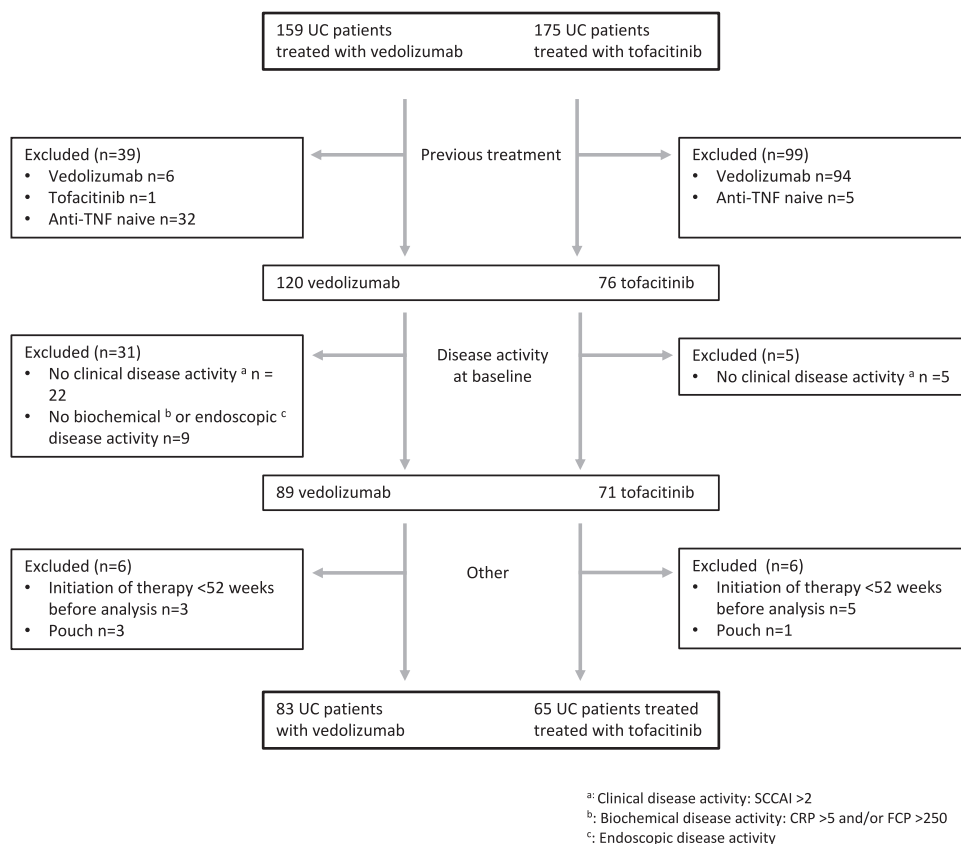 159 UC patients
treated with vedolizumab
175 UC patients
treated with tofacitinib
Previous treatment
Excluded (n=39)
• Vedolizumab n=6
• Tofacitinib n=1
• Anti-TNF naive n=32
Excluded (n=99)
• Vedolizumab n=94
• Anti-TNF naive n=5
120 vedolizumab
76 tofacitinib
Excluded (n=31)
• No clinical disease activity ᵃ n =
22
• No biochemical ᵇ or endoscopic ᶜ
disease activity n=9
Disease activity
at baseline
Excluded (n=5)
• No clinical disease activity ᵃ n =5
89 vedolizumab
71 tofacitinib
Excluded (n=6)
• Initiation of therapy <52 weeks
before analysis n=3
• Pouch n=3
Other
Excluded (n=6)
• Initiation of therapy <52 weeks
before analysis n=5
• Pouch n=1
83 UC patients
with vedolizumab
65 UC patients treated
treated with tofacitinib
ᵃ: Clinical disease activity: SCCAI >2
ᵇ: Biochemical disease activity: CRP >5 and/or FCP >250
ᶜ: Endoscopic disease activity